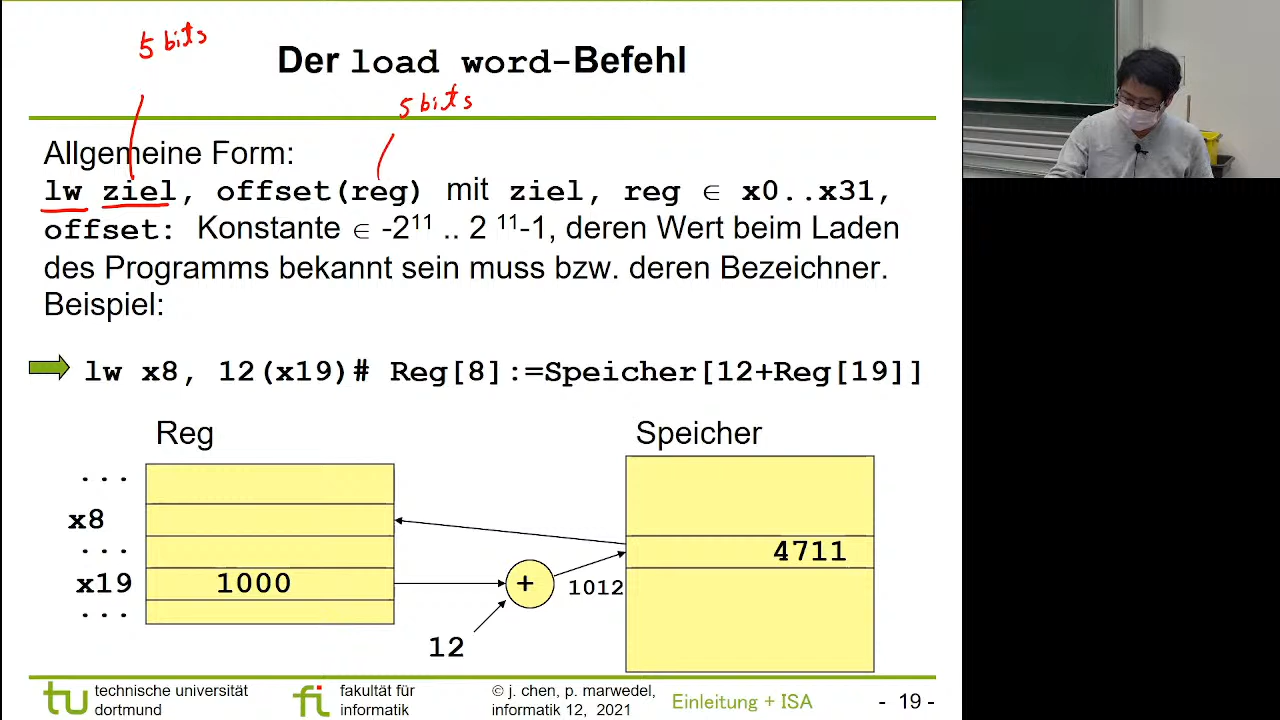 5 bits
Der load word-Befehl
5 bits
Allgemeine Form:
lw ziel, offset(reg) mit ziel, reg ∈ x0..x31,
offset: Konstante ∈ -2¹¹ .. 2 ¹¹-1, deren Wert beim Laden
des Programms bekannt sein muss bzw. deren Bezeichner.
Beispiel:
lw x8, 12(x19)# Reg[8]:=Speicher[12+Reg[19]]
Reg
Speicher
...
x8
...
4711
x19
1000
+
1012
...
12
tu
technische universität
dortmund
fi
fakultät für
informatik
© j. chen, p. marwedel,
informatik 12, 2021
Einleitung + ISA
- 19 -